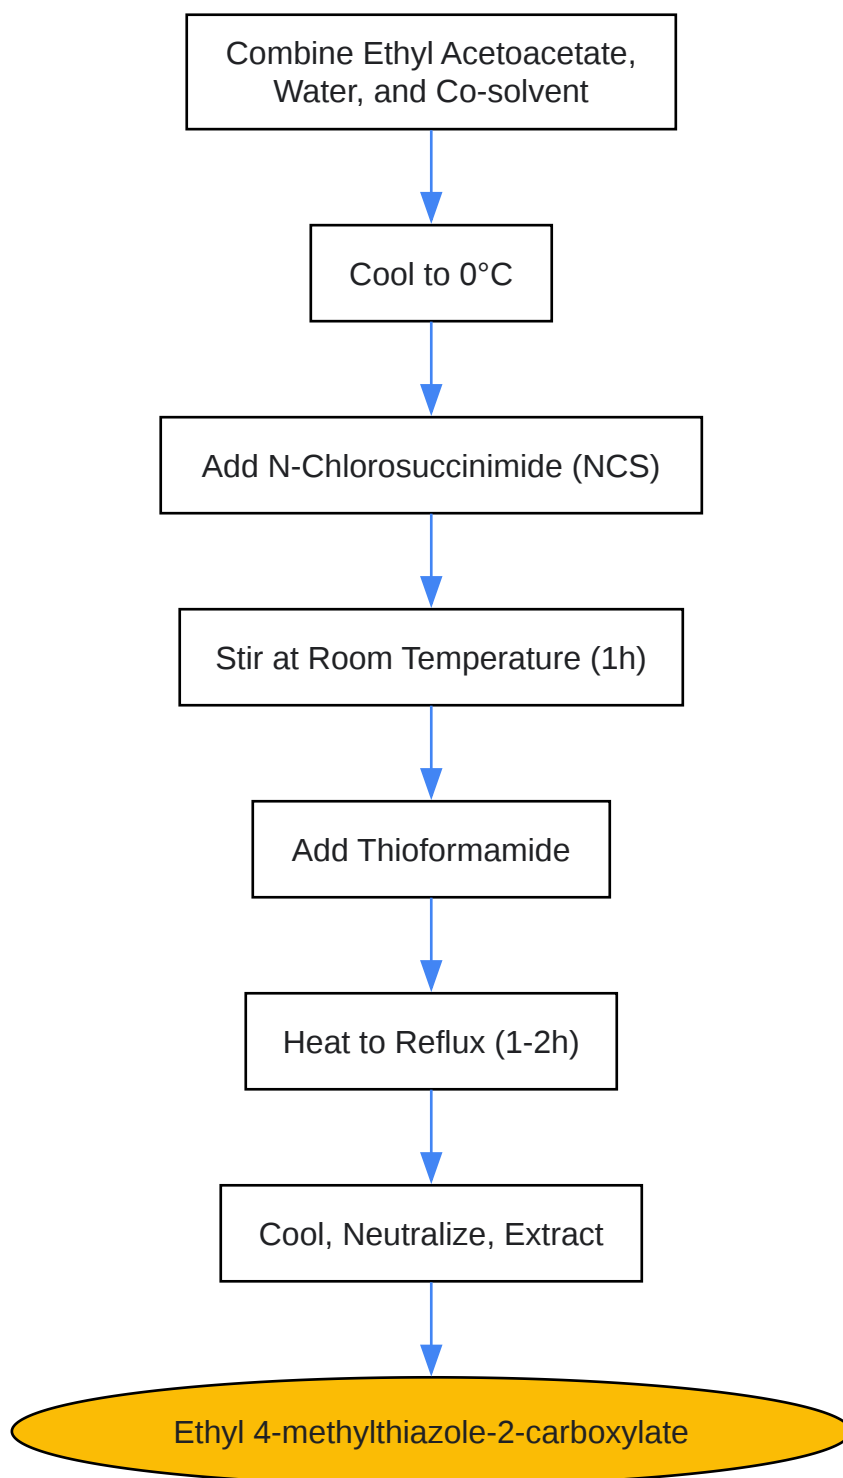 Combine Ethyl Acetoacetate,
Water, and Co-solvent
Cool to 0°C
Add N-Chlorosuccinimide (NCS)
Stir at Room Temperature (1h)
Add Thioformamide
Heat to Reflux (1-2h)
Cool, Neutralize, Extract
Ethyl 4-methylthiazole-2-carboxylate